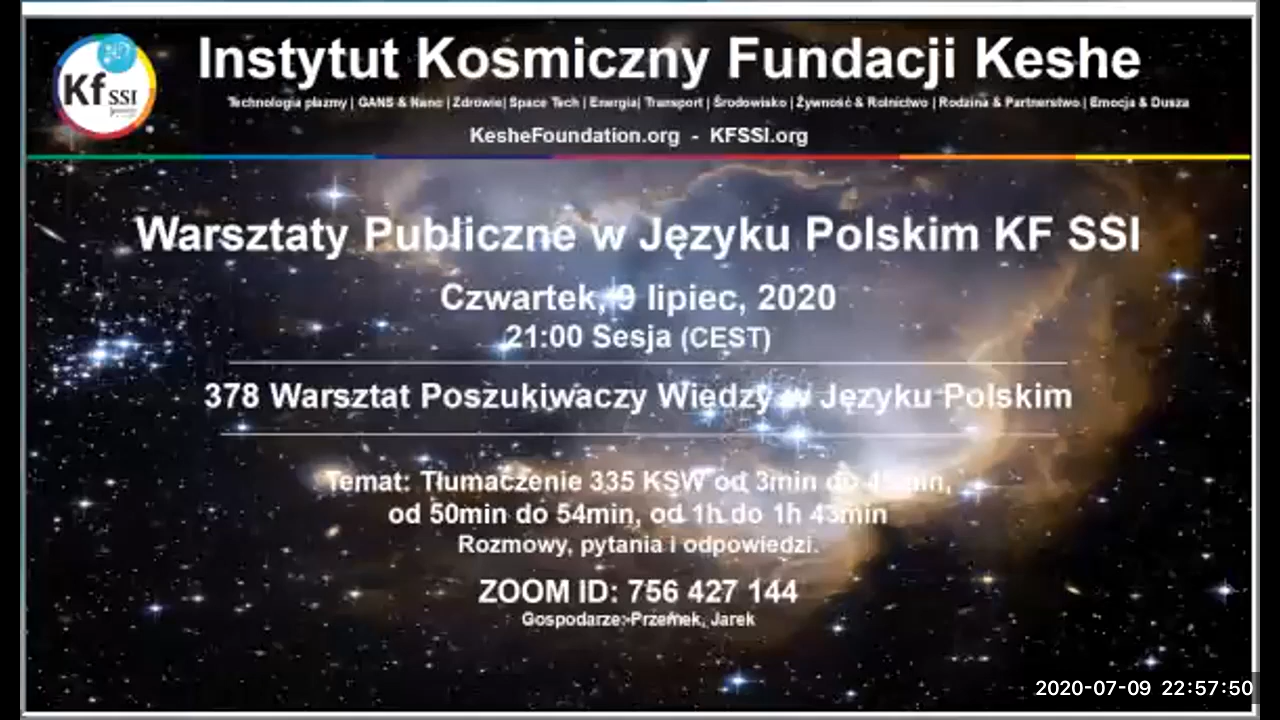 Kf SSI
Instytut Kosmiczny Fundacji Keshe
Technologia plazmy | GANS & Nano | Zdrowie| Space Tech | Energia| Transport | Środowisko | Żywność & Rolnictwo | Rodzina & Partnerstwo | Emocja & Dusza
KesheFoundation.org - KFSSI.org
Warsztaty Publiczne w Języku Polskim KF SSI
Czwartek, 9 lipiec, 2020
21:00 Sesja (CEST)
378 Warsztat Poszukiwaczy Wiedzy w Języku Polskim
Temat: Tłumaczenie 335 KSW od 3min do
od 50min do 54min, od 1h do 1h 43min
Rozmowy, pytania i odpowiedzi.
ZOOM ID: 756 427 144
Gospodarze: Przemek, Jarek
2020-07-09 22:57:50